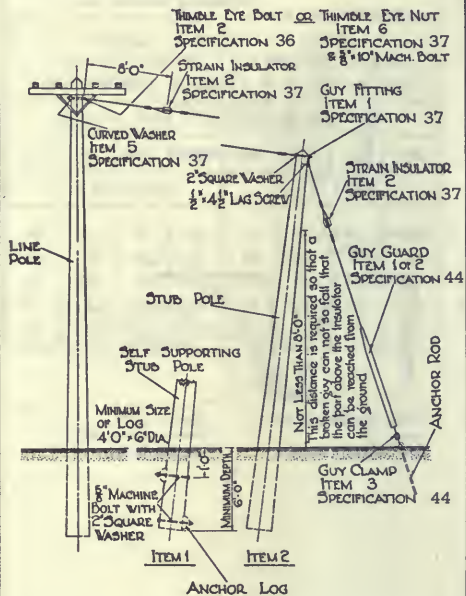 THIMBLE EYE BOLT OR THIMBLE EYE NUT
ITEM 2
SPECIFICATION 36
ITEM 6
SPECIFICATION 37
& 5/8" × 10" MACH. BOLT
8'-0"
STRAIN INSULATOR
ITEM 2
SPECIFICATION 37
GUY FITTING
ITEM 1
SPECIFICATION 37
CURVED WASHER
ITEM 5
SPECIFICATION 37
2" SQUARE WASHER
1/2" × 4 1/2" LAG SCREW
STRAIN INSULATOR
ITEM 2
SPECIFICATION 37
LINE
POLE
GUY GUARD
ITEM 1 or 2
SPECIFICATION 44
STUB POLE
NOT LESS THAN 8'-0"
This distance is required so that a
broken guy can not so fall that
the part above the insulator
can be reached from
the ground
SELF SUPPORTING
STUB POLE
ANCHOR ROD
MINIMUM SIZE
OF LOG
4'0" × 6" DIA.
1'-0"
MINIMUM DEPTH
6'-0"
GUY CLAMP
ITEM 3
SPECIFICATION 44
5/8" MACHINE
BOLT WITH
2" SQUARE
WASHER
ITEM 1
ITEM 2
ANCHOR LOG